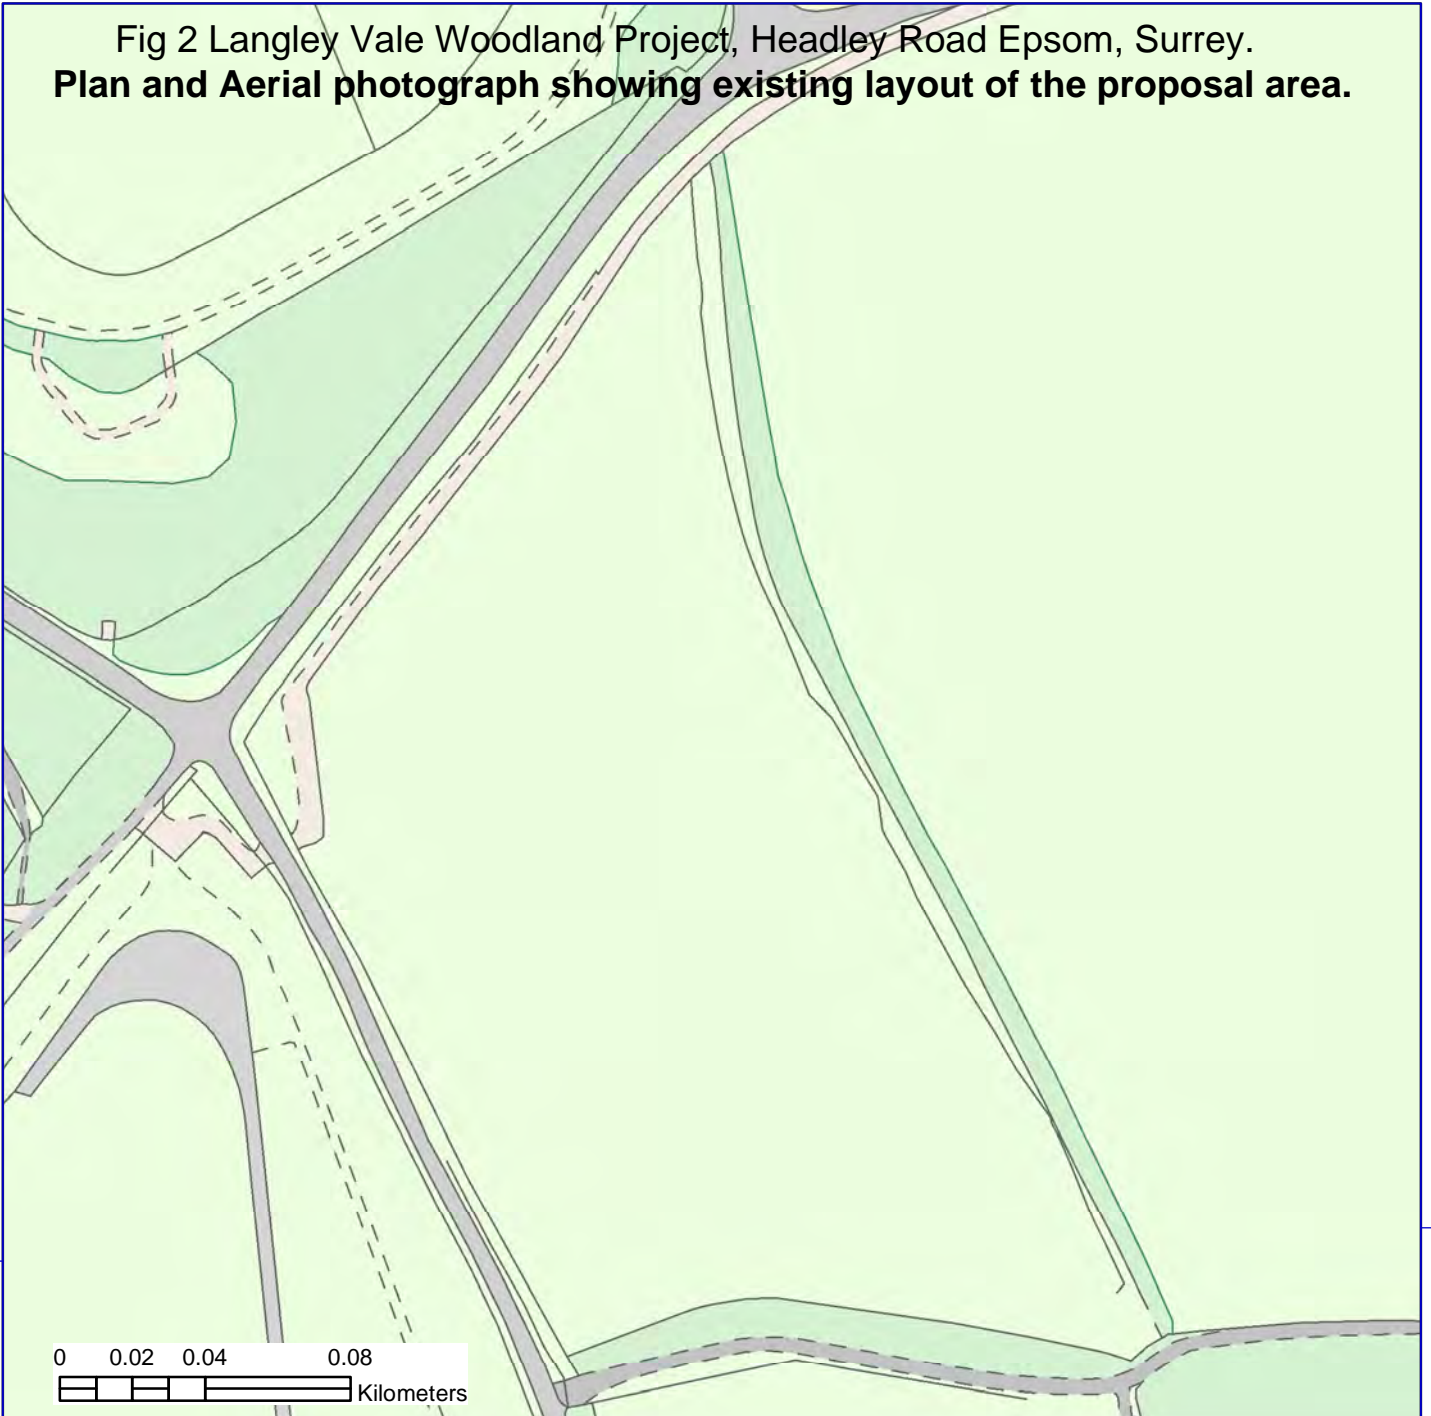 Fig 2 Langley Vale Woodland Project, Headley Road Epsom, Surrey.
Plan and Aerial photograph showing existing layout of the proposal area.
0 0.02 0.04 0.08
Kilometers